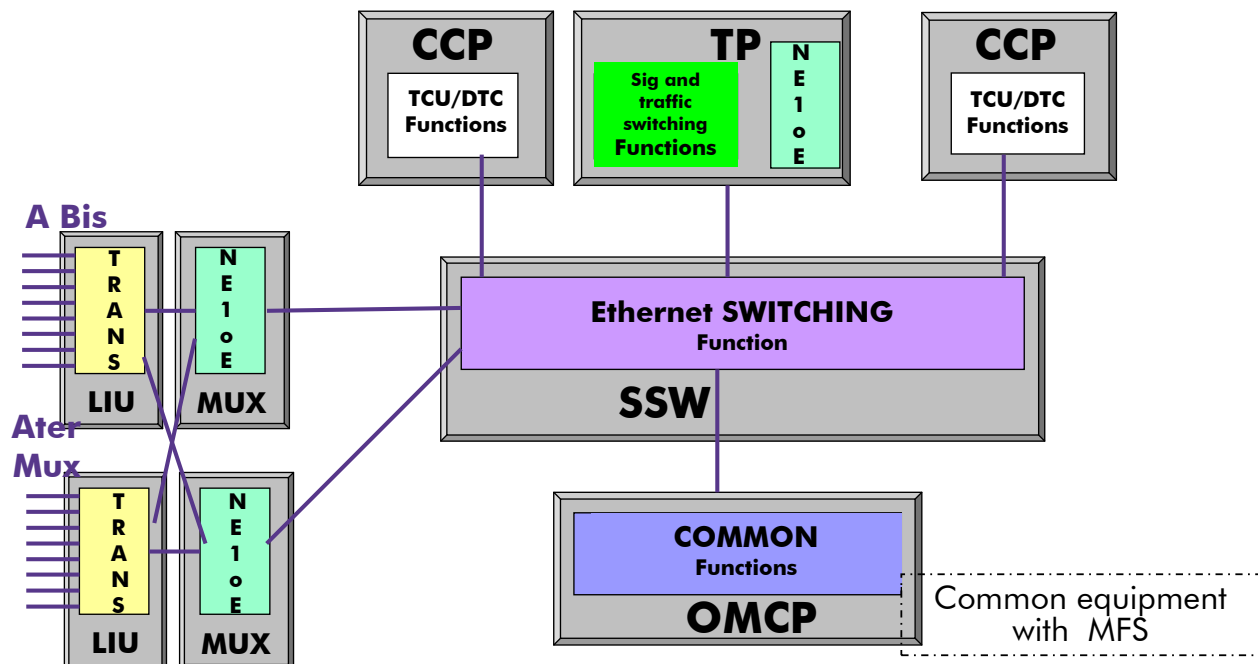 CCP
TCU/DTC
Functions
TP
Sig and
traffic
switching
Functions
N
E
1
o
E
CCP
TCU/DTC
Functions
A Bis
T
R
A
N
S
LIU
N
E
1
o
E
MUX
Ethernet SWITCHING
Function
SSW
Ater
Mux
T
R
A
N
S
LIU
N
E
1
o
E
MUX
COMMON
Functions
OMCP
Common equipment
with MFS